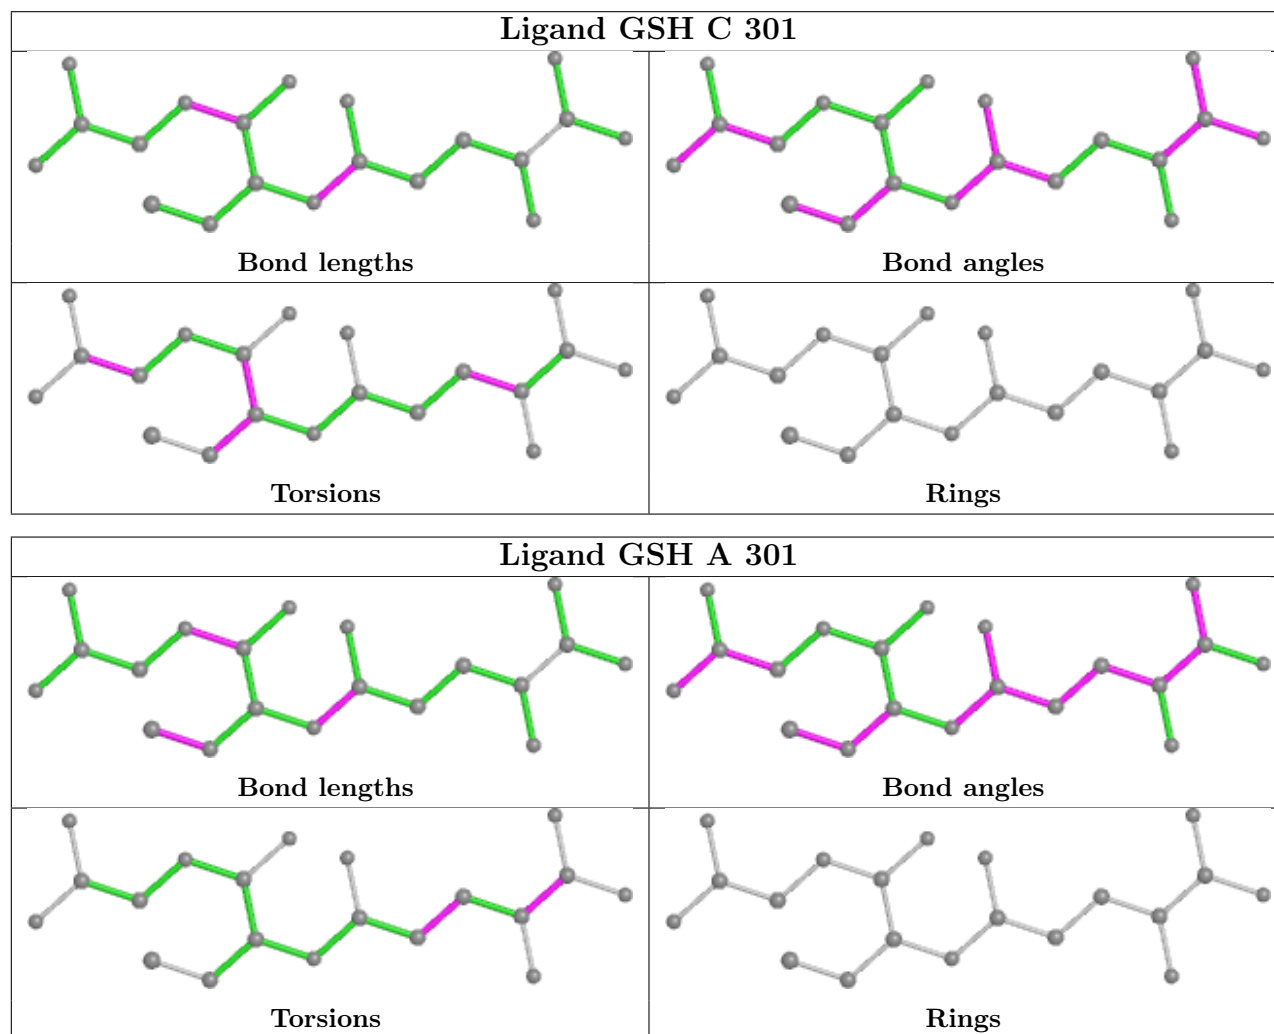 Ligand GSH C 301
Bond lengths
Bond angles
Torsions
Rings
Ligand GSH A 301
Bond lengths
Bond angles
Torsions
Rings